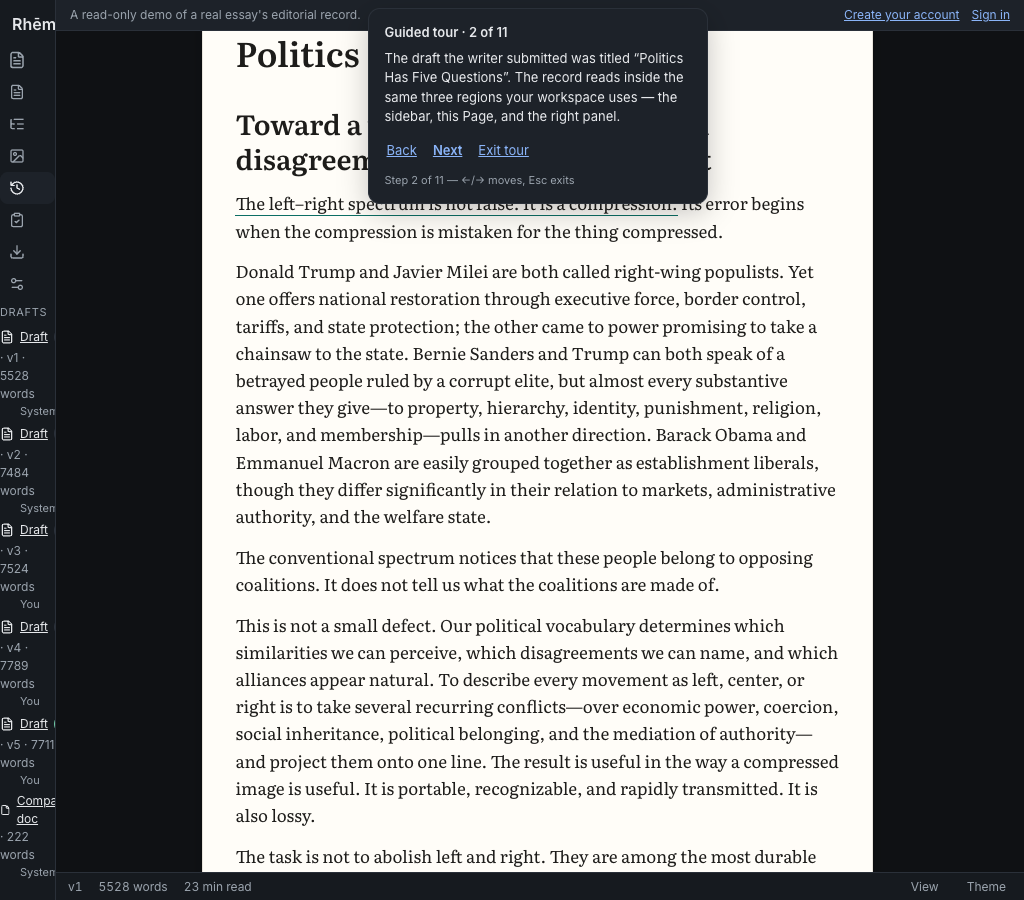 Rhēm
A read-only demo of a real essay's editorial record.
Create your account
Sign in
Guided tour · 2 of 11
The draft the writer submitted was titled “Politics
Has Five Questions”. The record reads inside the
same three regions your workspace uses — the
sidebar, this Page, and the right panel.
Back Next Exit tour
Step 2 of 11 — ←/→ moves, Esc exits
DRAFTS
Draft
· v1 ·
5528
words
System
Draft
· v2 ·
7484
words
System
Draft
· v3 ·
7524
words
You
Draft
· v4 ·
7789
words
You
Draft
· v5 · 7711
words
You
Compa
doc
· 222
words
System
Politics
Toward a
disagreem
The left–right spectrum is not false. It is a compression. Its error begins
when the compression is mistaken for the thing compressed.
Donald Trump and Javier Milei are both called right-wing populists. Yet
one offers national restoration through executive force, border control,
tariffs, and state protection; the other came to power promising to take a
chainsaw to the state. Bernie Sanders and Trump can both speak of a
betrayed people ruled by a corrupt elite, but almost every substantive
answer they give—to property, hierarchy, identity, punishment, religion,
labor, and membership—pulls in another direction. Barack Obama and
Emmanuel Macron are easily grouped together as establishment liberals,
though they differ significantly in their relation to markets, administrative
authority, and the welfare state.
The conventional spectrum notices that these people belong to opposing
coalitions. It does not tell us what the coalitions are made of.
This is not a small defect. Our political vocabulary determines which
similarities we can perceive, which disagreements we can name, and which
alliances appear natural. To describe every movement as left, center, or
right is to take several recurring conflicts—over economic power, coercion,
social inheritance, political belonging, and the mediation of authority—
and project them onto one line. The result is useful in the way a compressed
image is useful. It is portable, recognizable, and rapidly transmitted. It is
also lossy.
The task is not to abolish left and right. They are among the most durable
v1 5528 words 23 min read
View Theme